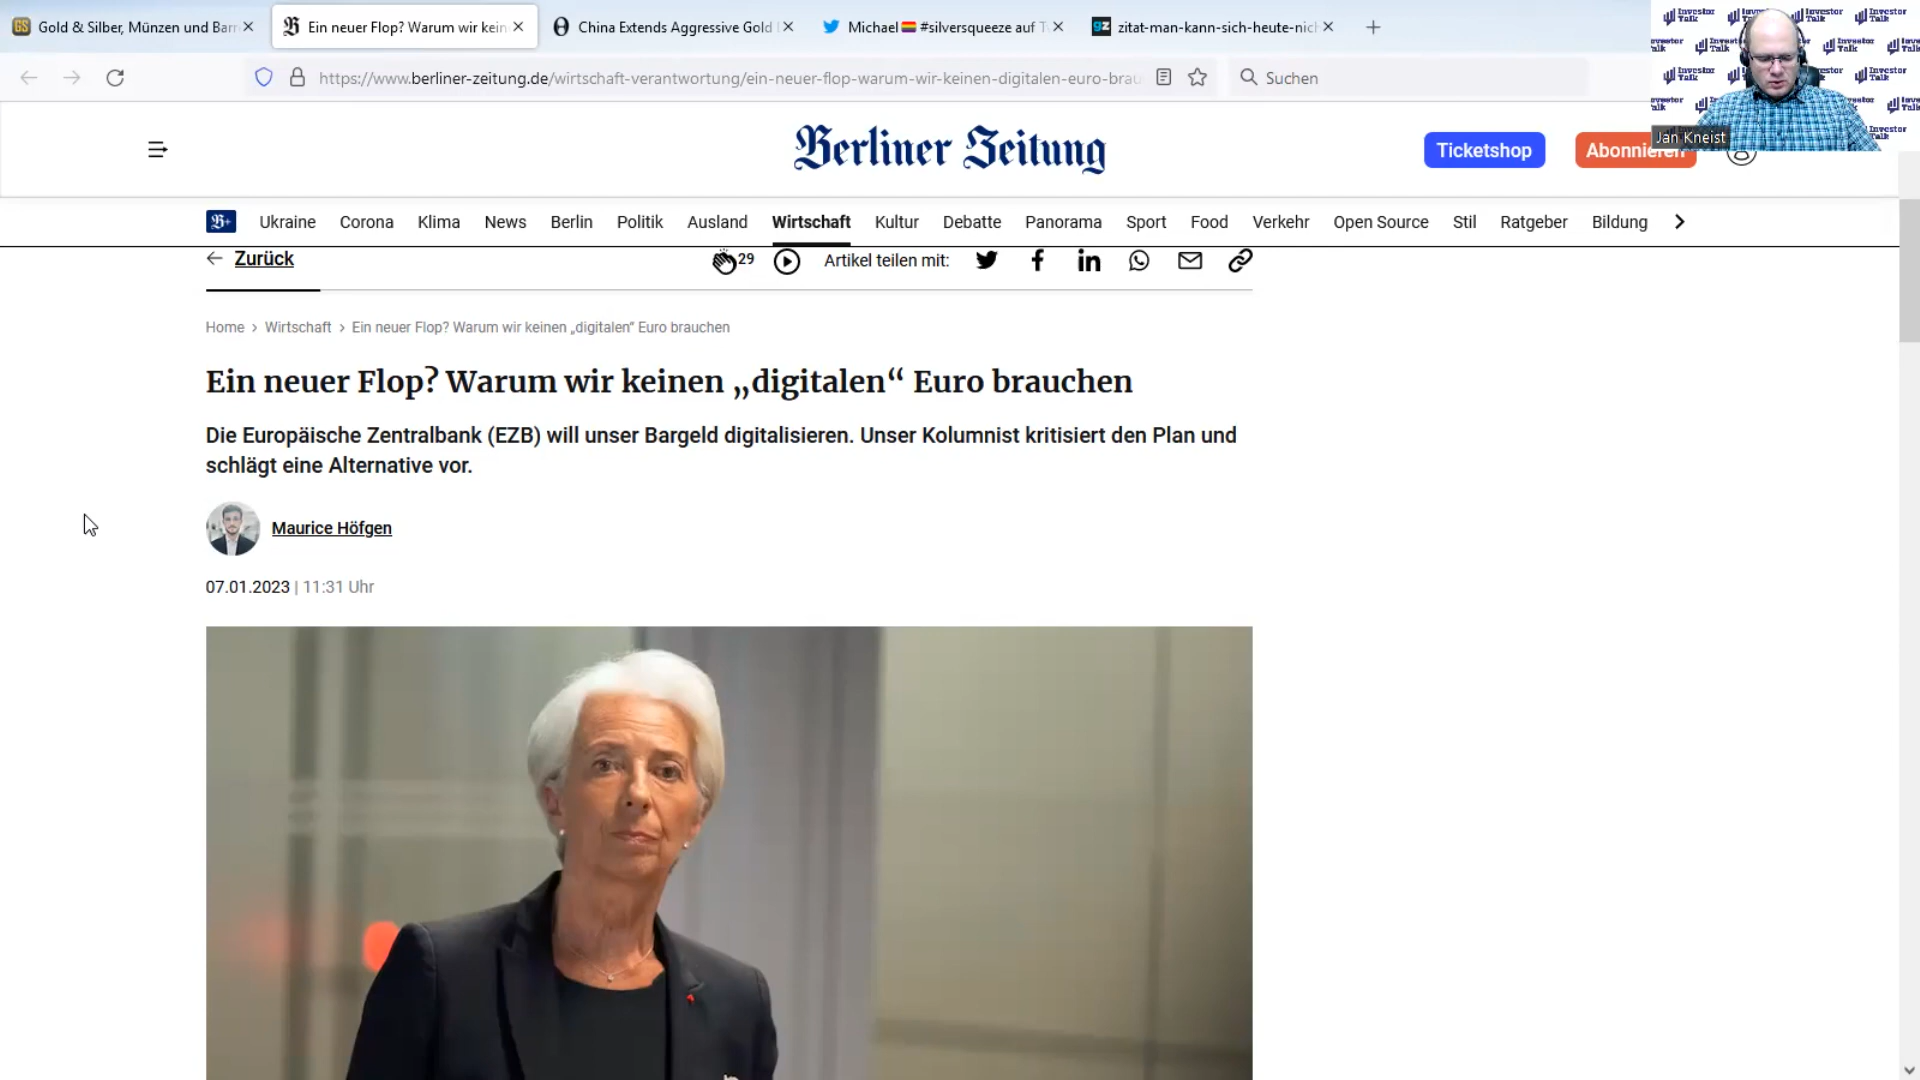 Gold & Silber, Münzen und Barr
Ein neuer Flop? Warum wir kein
China Extends Aggressive Gold
Michael #silversqueeze auf T
zitat-man-kann-sich-heute-nic
https://www.berliner-zeitung.de/wirtschaft-verantwortung/ein-neuer-flop-warum-wir-keinen-digitalen-euro-brau
Suchen
Investor Talk
Jan Kneist
Berliner Zeitung
Ticketshop
Abonnieren
B+
Ukraine
Corona
Klima
News
Berlin
Politik
Ausland
Wirtschaft
Kultur
Debatte
Panorama
Sport
Food
Verkehr
Open Source
Stil
Ratgeber
Bildung
Zurück
29
Artikel teilen mit:
Home › Wirtschaft › Ein neuer Flop? Warum wir keinen „digitalen“ Euro brauchen
Ein neuer Flop? Warum wir keinen „digitalen“ Euro brauchen
Die Europäische Zentralbank (EZB) will unser Bargeld digitalisieren. Unser Kolumnist kritisiert den Plan und
schlägt eine Alternative vor.
Maurice Höfgen
07.01.2023 | 11:31 Uhr